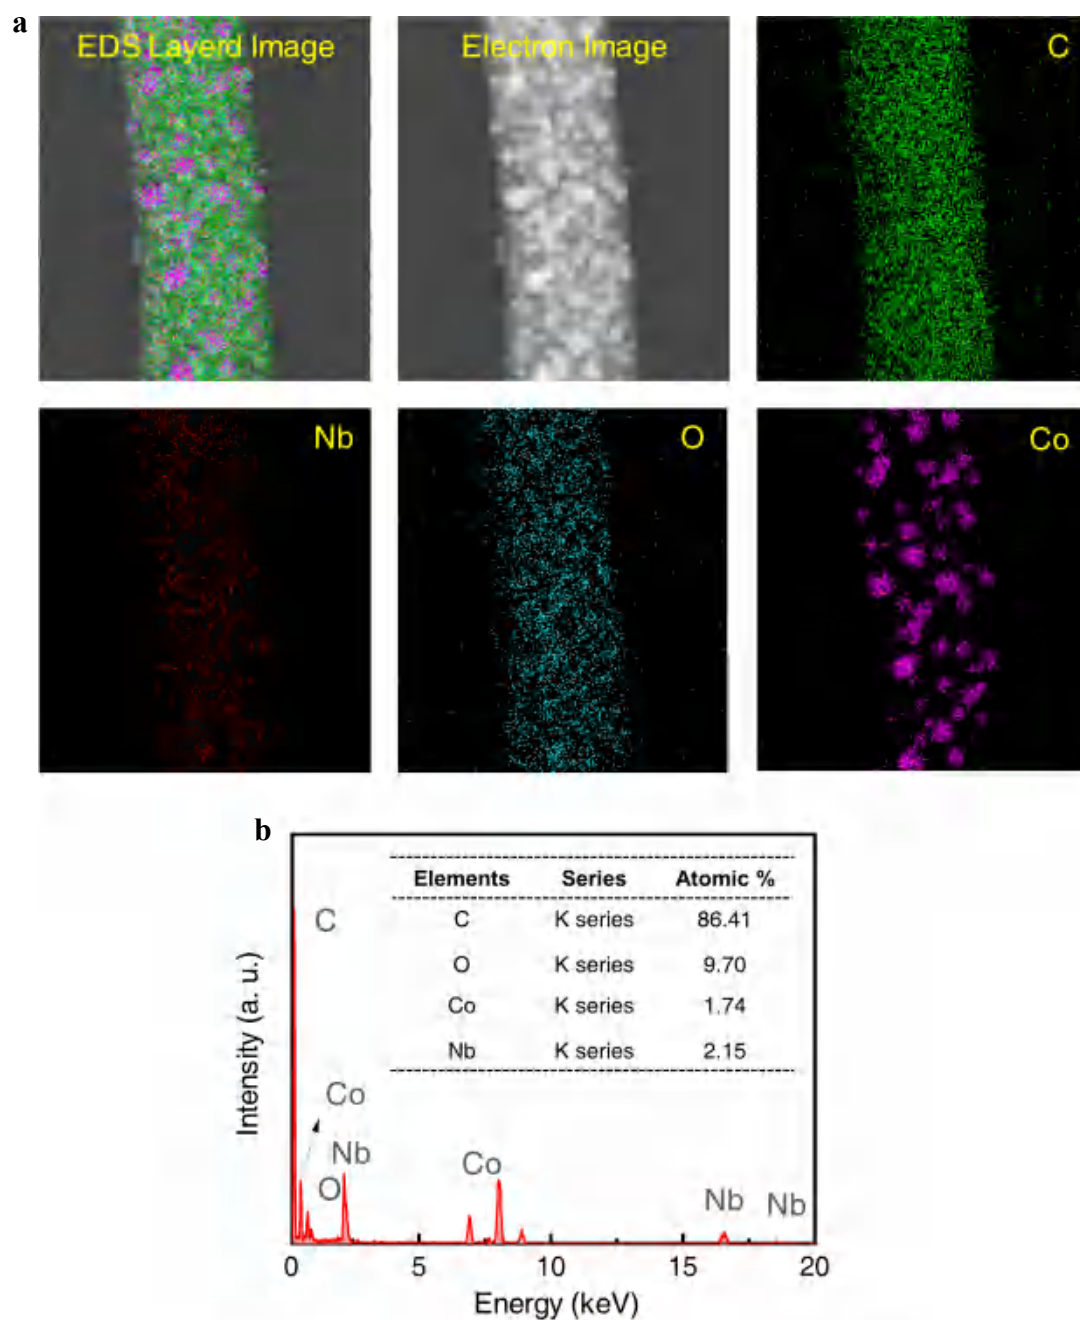 a
EDS Layerd Image
Electron Image
C
Nb
O
Co
b
Elements Series Atomic %
C K series 86.41
O K series 9.70
Co K series 1.74
Nb K series 2.15
C
Co
Nb
O
Co
Nb
Nb
Intensity (a. u.)
0 5 10 15 20
Energy (keV)